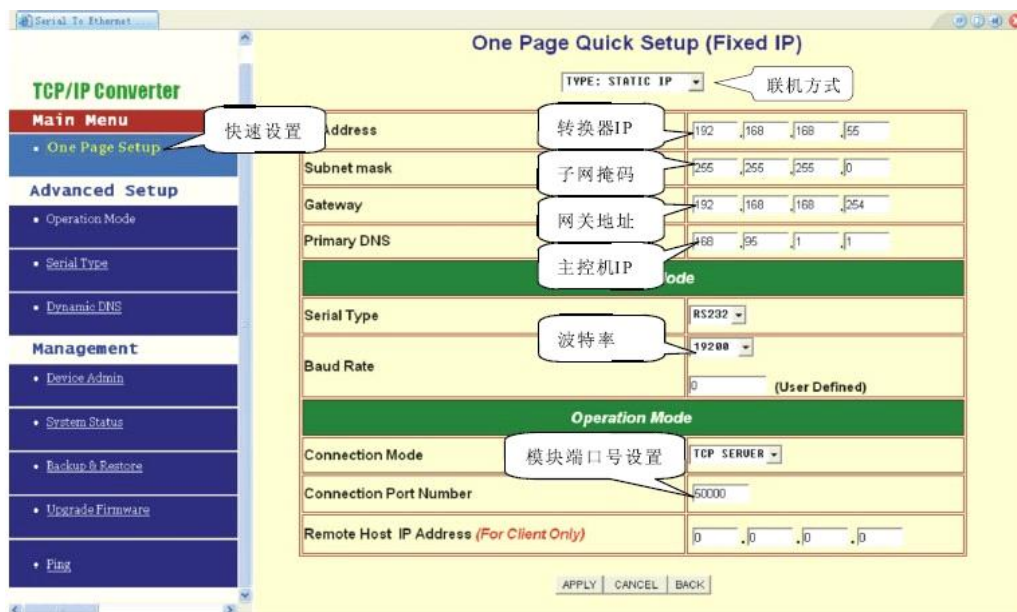 Serial To Ethernet ...
One Page Quick Setup (Fixed IP)
TYPE: STATIC IP
联机方式
TCP/IP Converter
Main Menu
One Page Setup
快速设置
Advanced Setup
Operation Mode
Serial Type
Dynamic DNS
Management
Device Admin
System Status
Backup & Restore
Upgrade Firmware
Ping
Address
转换器IP
192 .168 .168 .55
Subnet mask
子网掩码
255 .255 .255 .0
Gateway
网关地址
192 .168 .168 .254
Primary DNS
主控机IP
168 .95 .1 .1
ode
Serial Type
RS232
Baud Rate
波特率
19200
0 (User Defined)
Operation Mode
Connection Mode
模块端口号设置
TCP SERVER
Connection Port Number
50000
Remote Host IP Address (For Client Only)
0 .0 .0 .0
APPLY CANCEL BACK